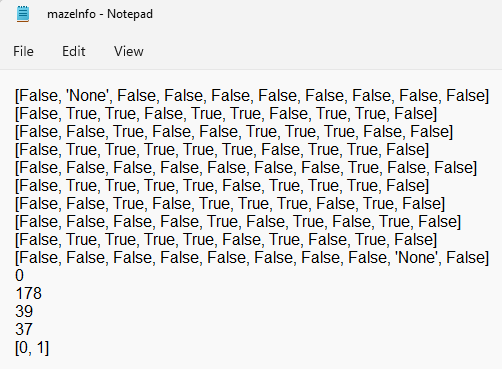 mazeInfo - Notepad
File Edit View
[False, 'None', False, False, False, False, False, False, False, False]
[False, True, True, False, True, True, False, True, True, False]
[False, False, True, False, False, True, True, True, False, False]
[False, True, True, True, True, True, False, True, True, False]
[False, False, False, False, False, False, False, True, False, False]
[False, True, True, True, True, False, True, True, True, False]
[False, False, True, False, True, True, True, False, True, False]
[False, False, False, False, True, False, True, False, True, False]
[False, True, True, True, True, False, True, False, True, False]
[False, False, False, False, False, False, False, False, 'None', False]
0
178
39
37
[0, 1]